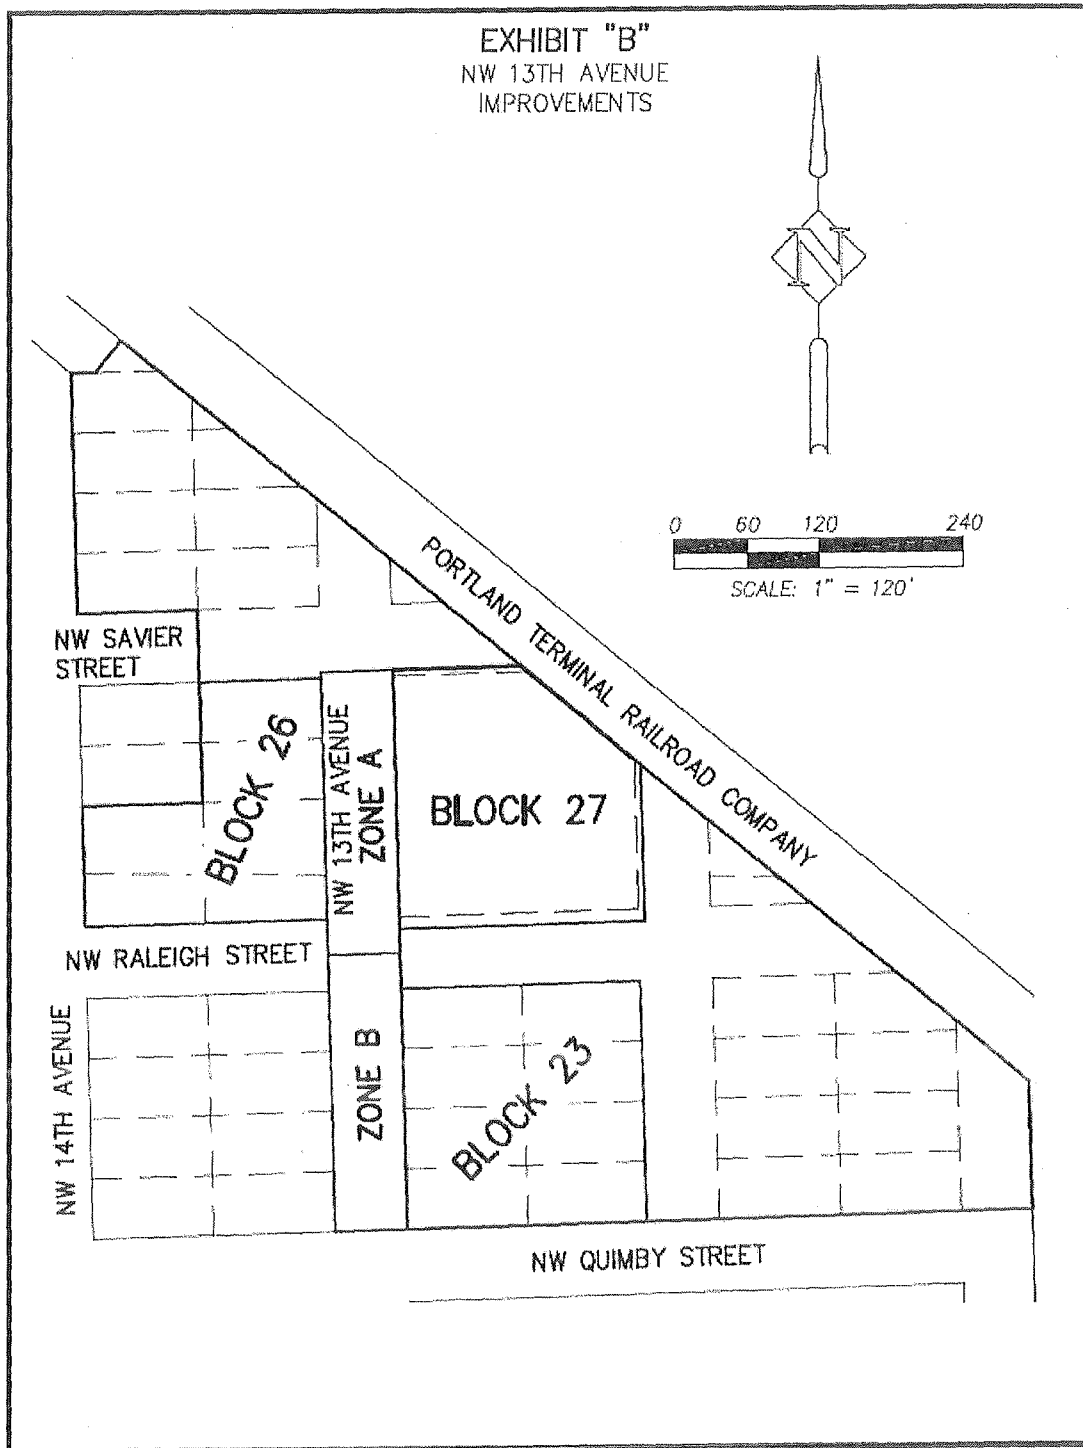 EXHIBIT "B"
NW 13TH AVENUE
IMPROVEMENTS
N
0 60 120 240
SCALE: 1" = 120'
PORTLAND TERMINAL RAILROAD COMPANY
NW SAVIER
STREET
BLOCK 26
NW 13TH AVENUE
ZONE A
BLOCK 27
NW RALEIGH STREET
NW 14TH AVENUE
ZONE B
BLOCK 23
NW QUIMBY STREET